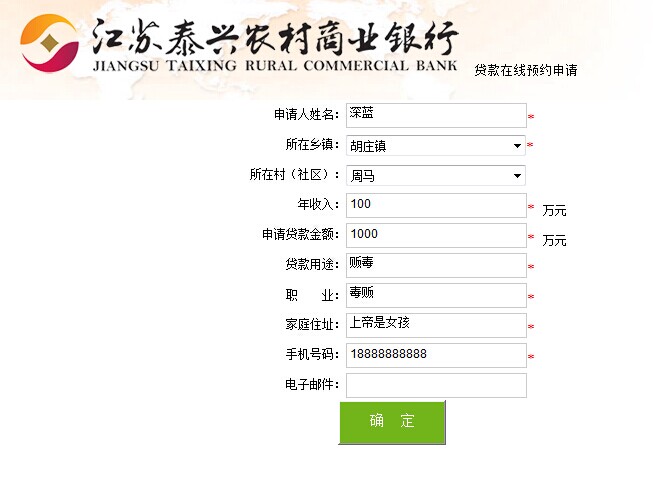 江苏泰兴农村商业银行
JIANGSU TAIXING RURAL COMMERCIAL BANK
贷款在线预约申请
申请人姓名： 深蓝 *
所在乡镇： 胡庄镇 *
所在村（社区）： 周马
年收入： 100 * 万元
申请贷款金额： 1000 * 万元
贷款用途： 贩毒 *
职　　业： 毒贩 *
家庭住址： 上帝是女孩 *
手机号码： 18888888888 *
电子邮件：
确　定